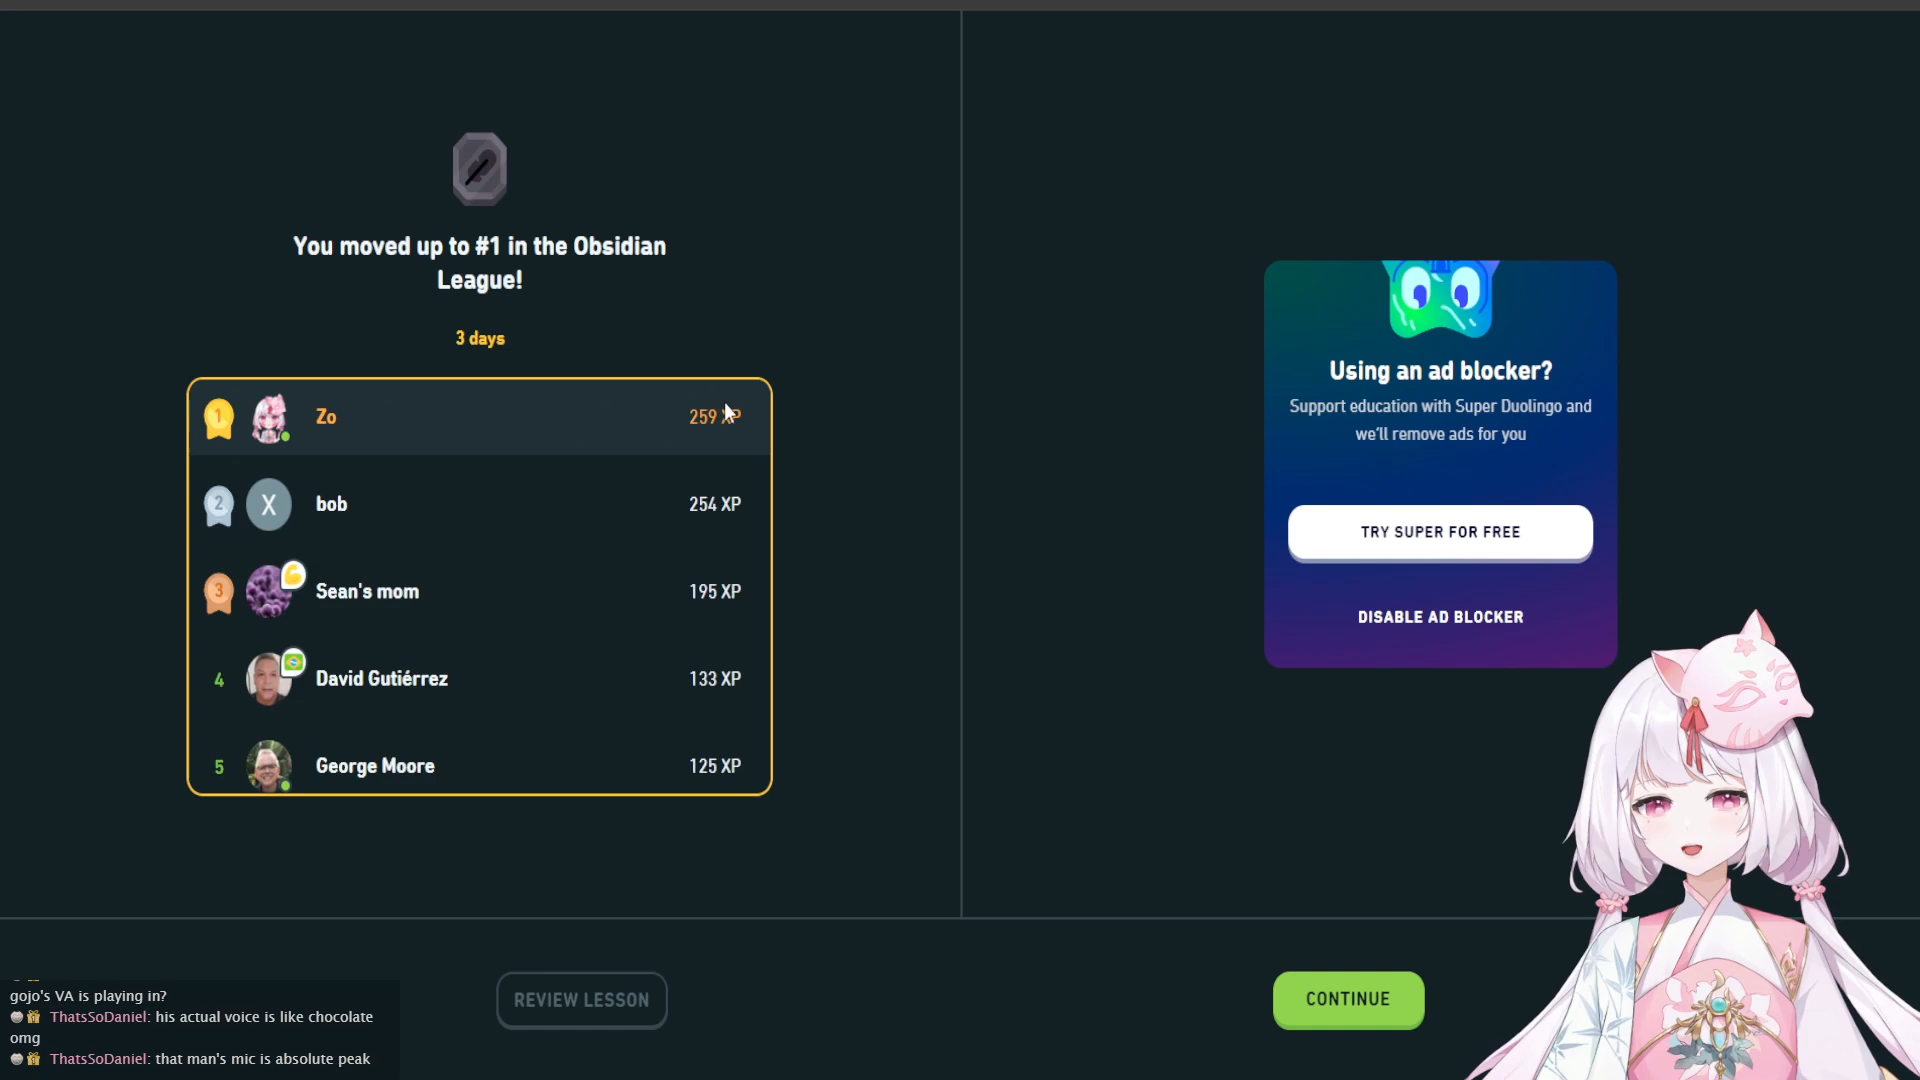 You moved up to #1 in the Obsidian
League!
3 days
1 Zo 259 XP
2 X bob 254 XP
3 Sean's mom 195 XP
4 David Gutiérrez 133 XP
5 George Moore 125 XP
Using an ad blocker?
Support education with Super Duolingo and
we'll remove ads for you
TRY SUPER FOR FREE
DISABLE AD BLOCKER
REVIEW LESSON
CONTINUE
gojo's VA is playing in?
ThatsSoDaniel: his actual voice is like chocolate
omg
ThatsSoDaniel: that man's mic is absolute peak